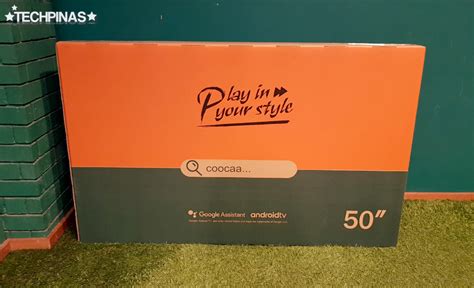 ★TECHPINAS★
Play in
your style
coocaa...
Google Assistant androidtv
50"